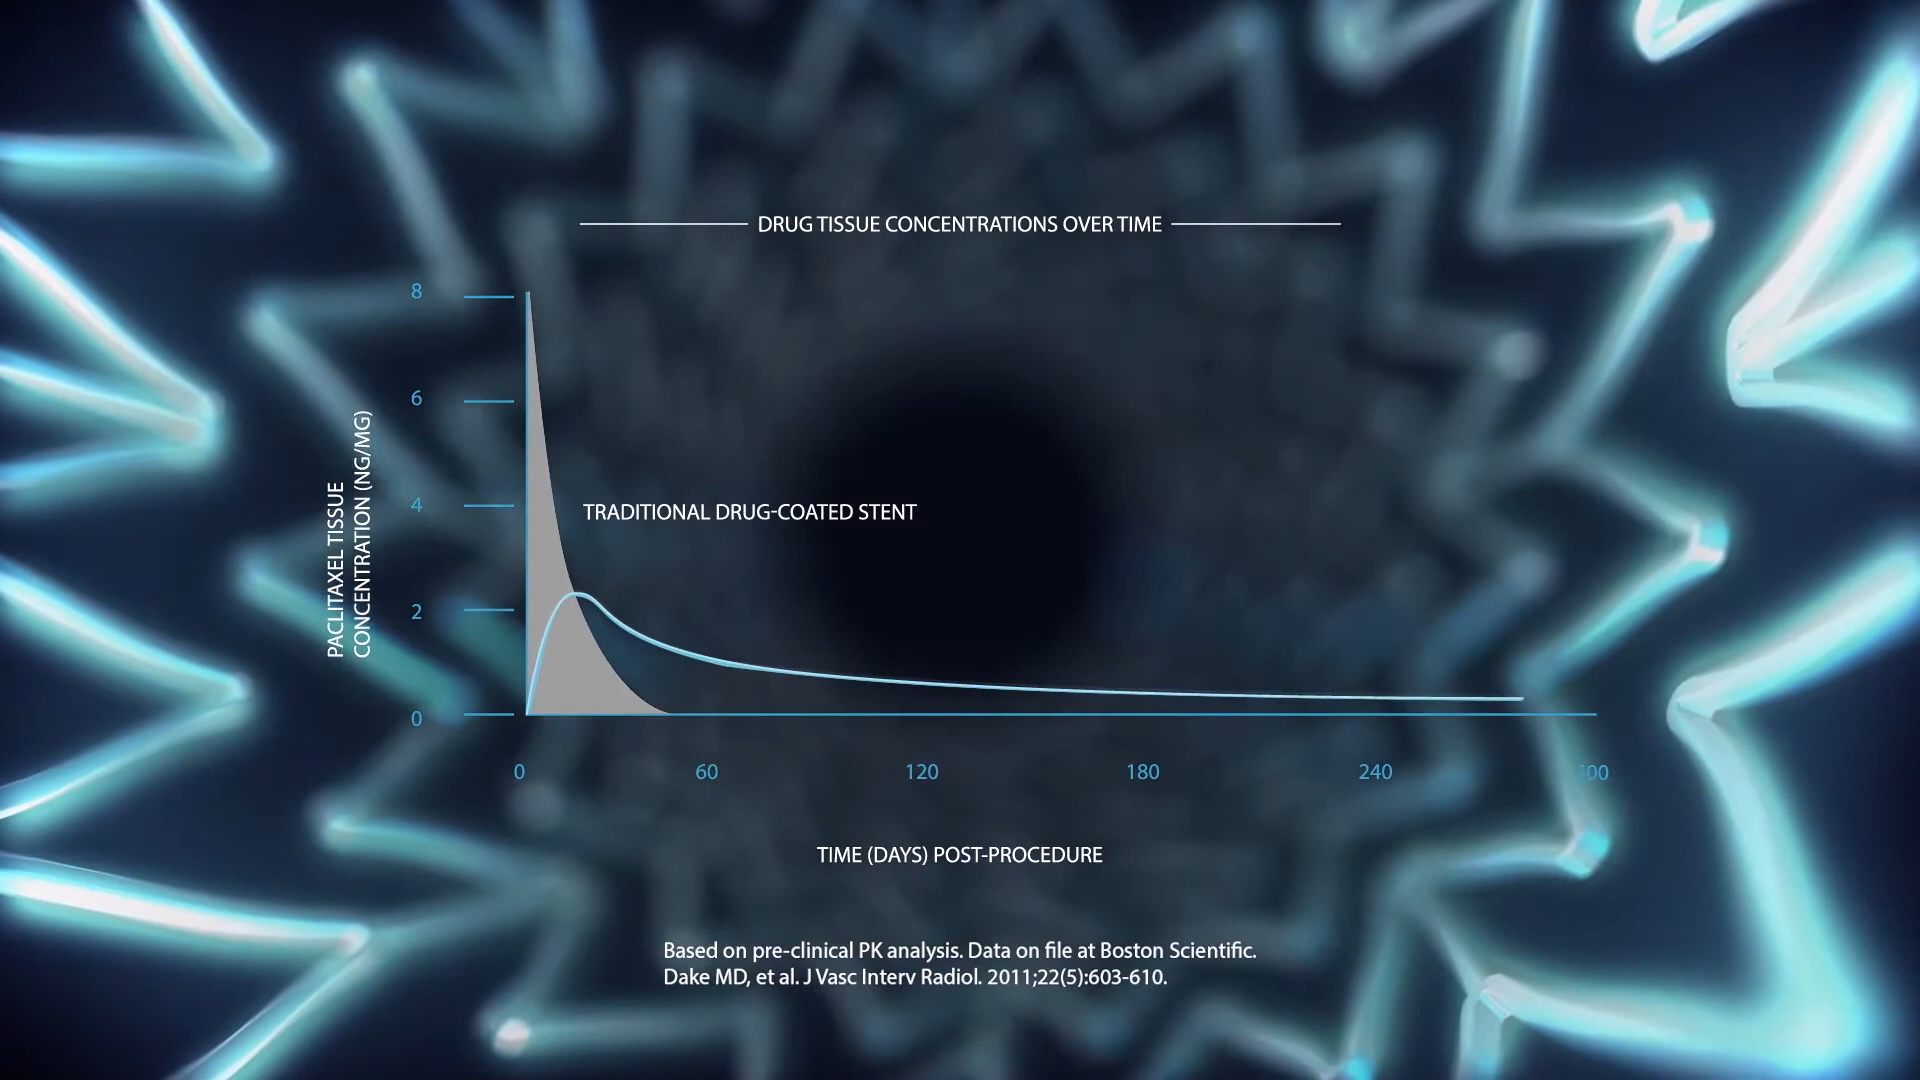 DRUG TISSUE CONCENTRATIONS OVER TIME
8
6
4
2
0
PACLITAXEL TISSUE
CONCENTRATION (NG/MG)
TRADITIONAL DRUG-COATED STENT
0 60 120 180 240
TIME (DAYS) POST-PROCEDURE
Based on pre-clinical PK analysis. Data on file at Boston Scientific.
Dake MD, et al. J Vasc Interv Radiol. 2011;22(5):603-610.